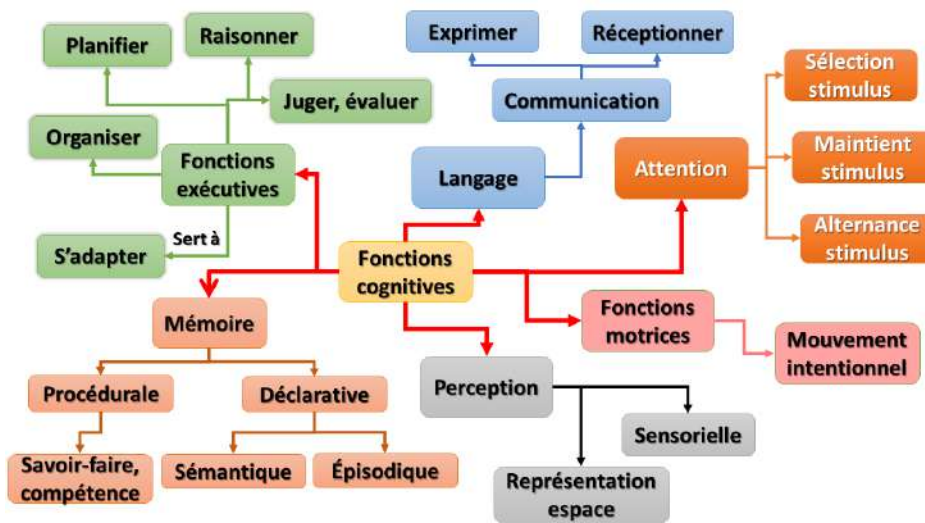 Planifier
Raisonner
Juger, évaluer
Organiser
Fonctions
exécutives
S'adapter
Sert à
Exprimer
Réceptionner
Communication
Langage
Attention
Sélection
stimulus
Maintient
stimulus
Alternance
stimulus
Fonctions
cognitives
Mémoire
Procédurale
Déclarative
Savoir-faire,
compétence
Sémantique
Épisodique
Perception
Sensorielle
Représentation
espace
Fonctions
motrices
Mouvement
intentionnel